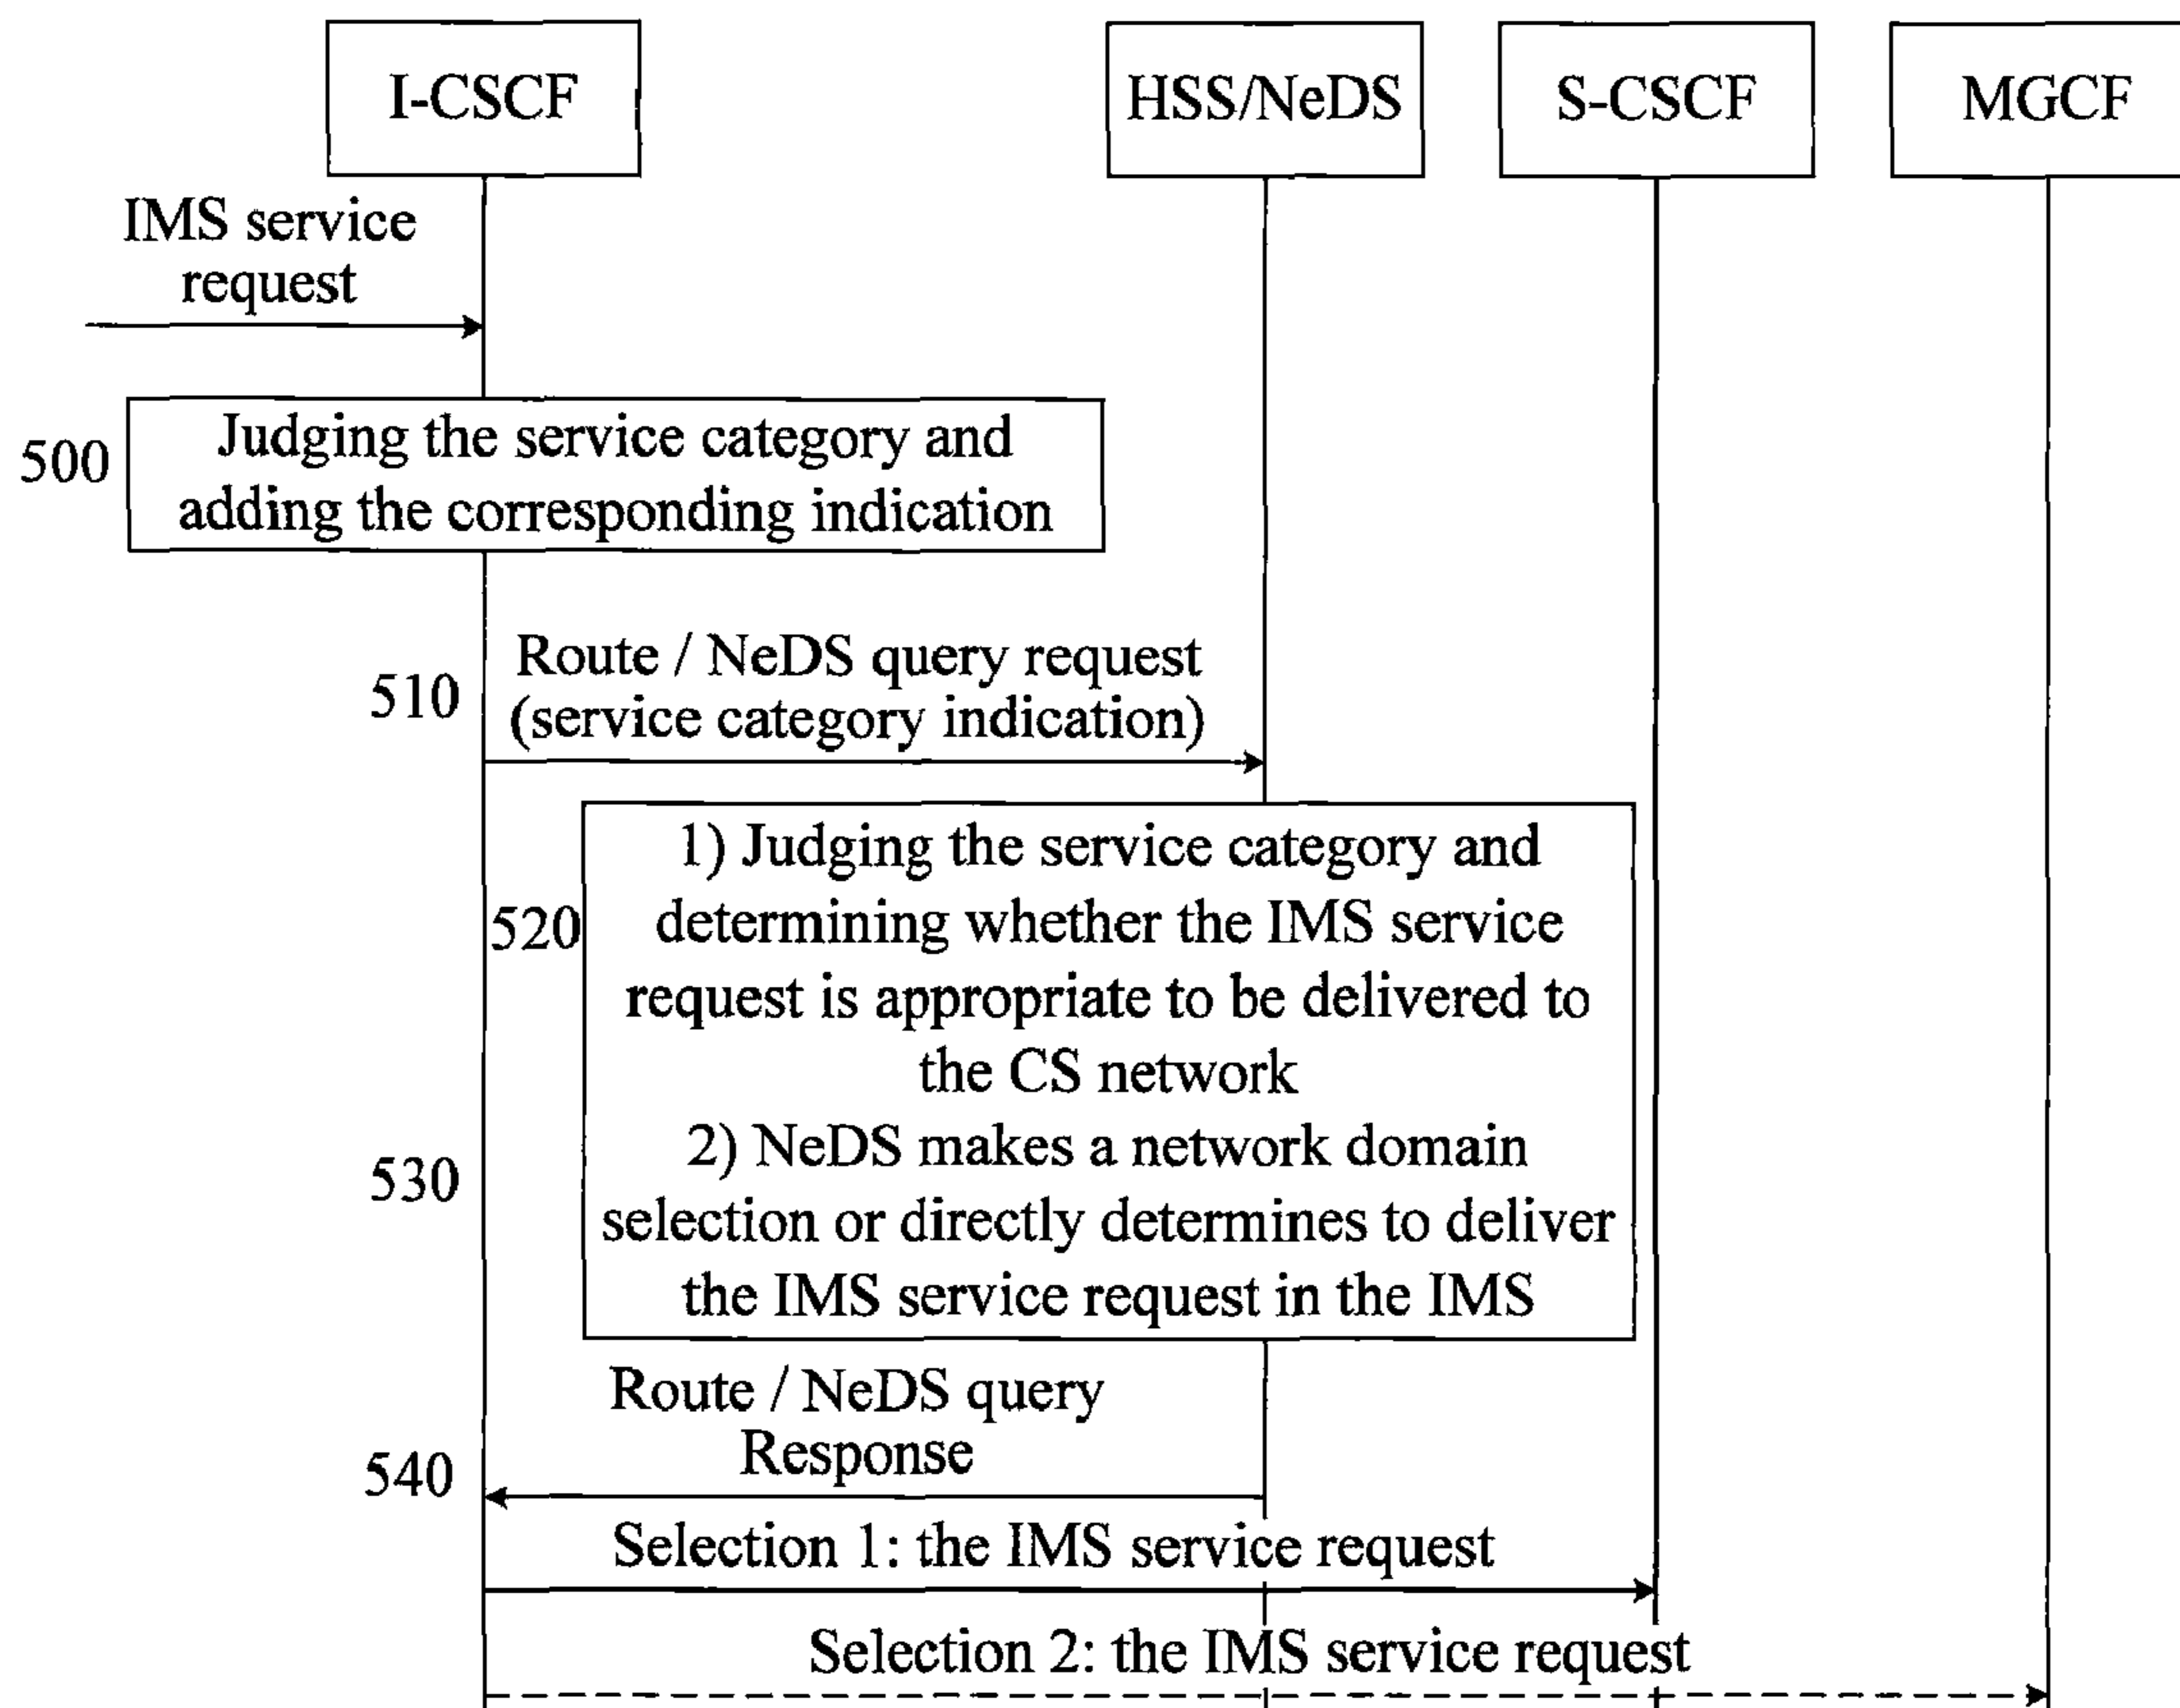 I-CSCF
HSS/NeDS
S-CSCF
MGCF
IMS service
request
500
Judging the service category and
adding the corresponding indication
510
Route / NeDS query request
(service category indication)
520
1) Judging the service category and
determining whether the IMS service
request is appropriate to be delivered to
the CS network
530
2) NeDS makes a network domain
selection or directly determines to deliver
the IMS service request in the IMS
Route / NeDS query
Response
540
Selection 1: the IMS service request
Selection 2: the IMS service request